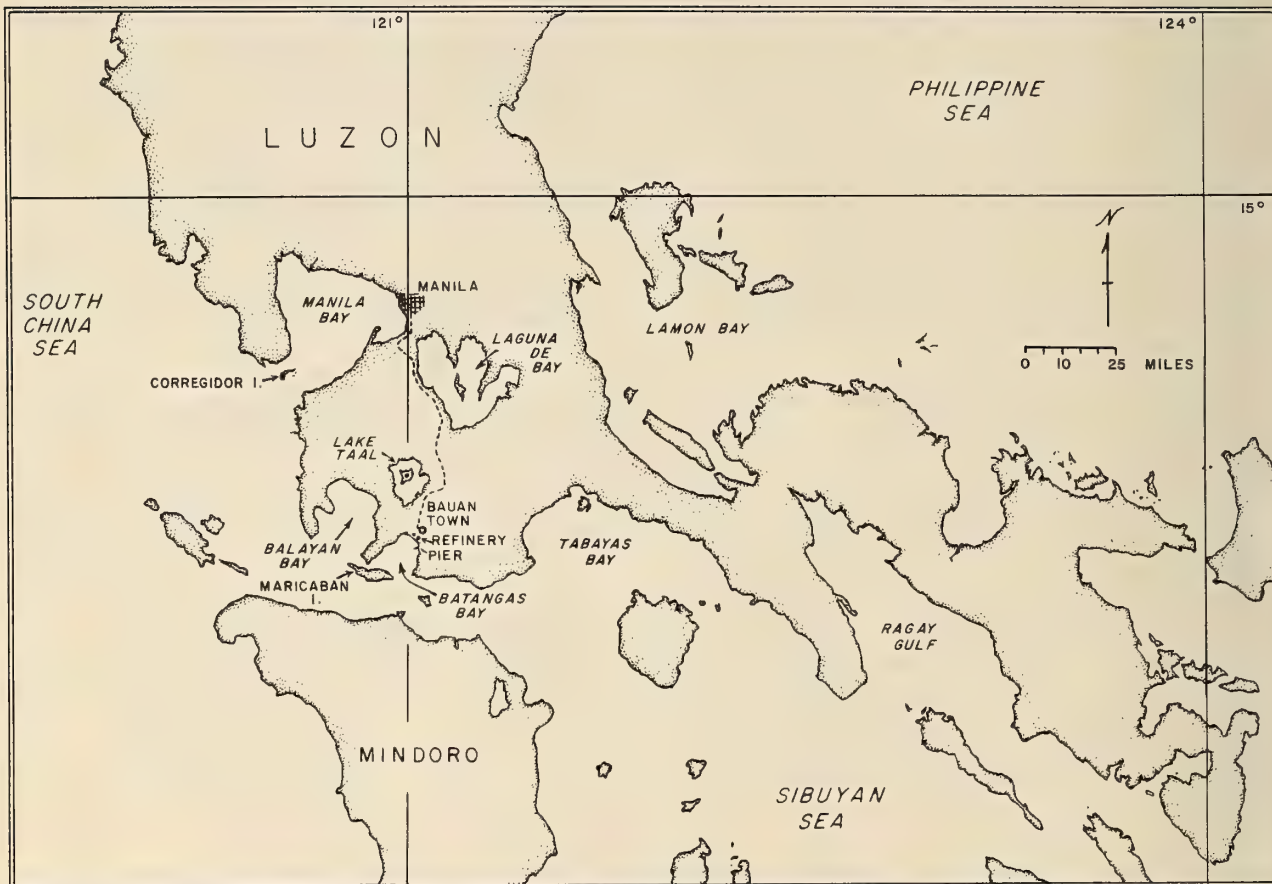 121°
124°
PHILIPPINE
SEA
LUZON
15°
N
SOUTH
CHINA
SEA
MANILA
BAY
MANILA
LAMON BAY
LAGUNA
DE
BAY
0 10 25 MILES
CORREGIDOR I.
LAKE
TAAL
BAUAN
TOWN
REFINERY
PIER
BALAYAN
BAY
TABAYAS
BAY
MARICABAN
I.
BATANGAS
BAY
RAGAY
GULF
MINDORO
SIBUYAN
SEA